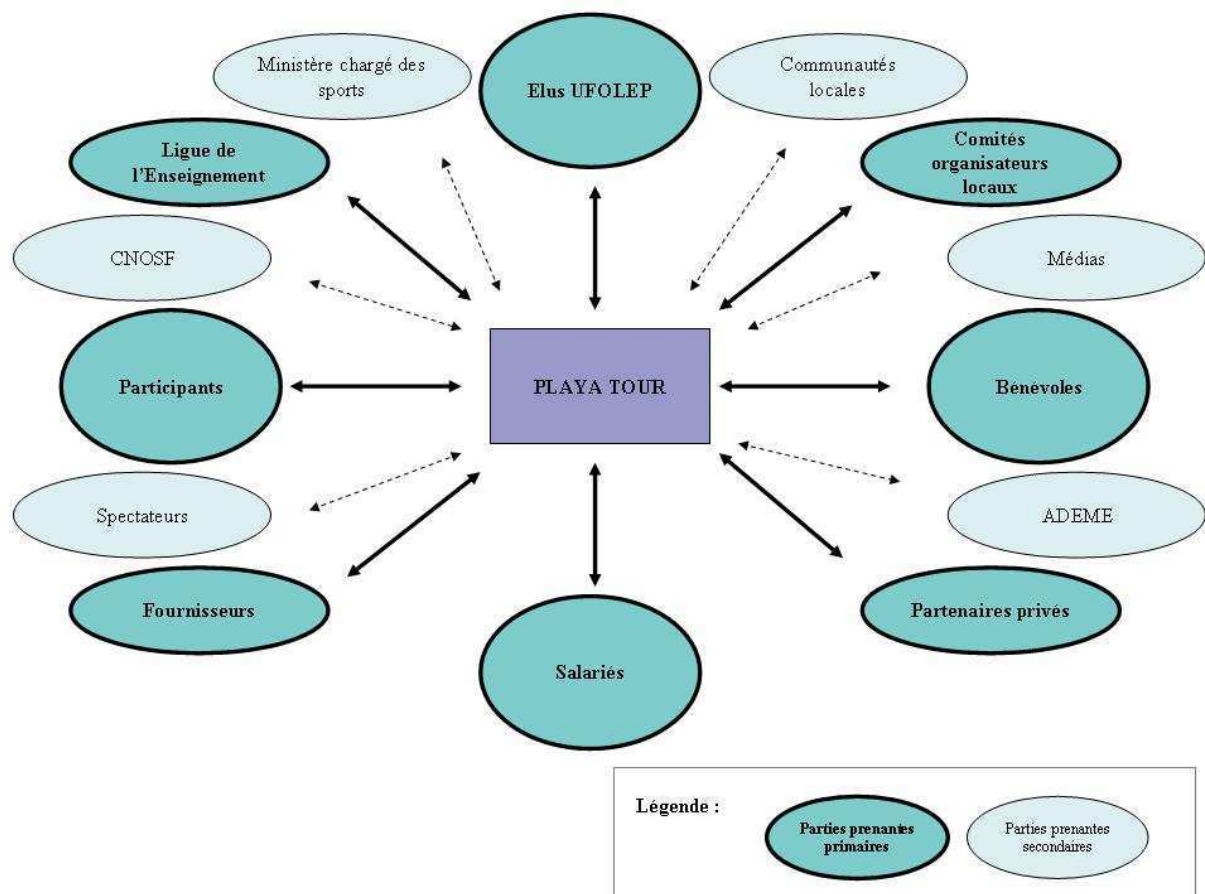 Ministère chargé des
sports
Elus UFOLEP
Communautés
locales
Ligue de
l'Enseignement
Comités
organisateurs
locaux
CNOSF
Médias
Participants
PLAYA TOUR
Bénévoles
Spectateurs
ADEME
Fournisseurs
Partenaires privés
Salariés
Légende :
Parties prenantes
primaires
Parties prenantes
secondaires